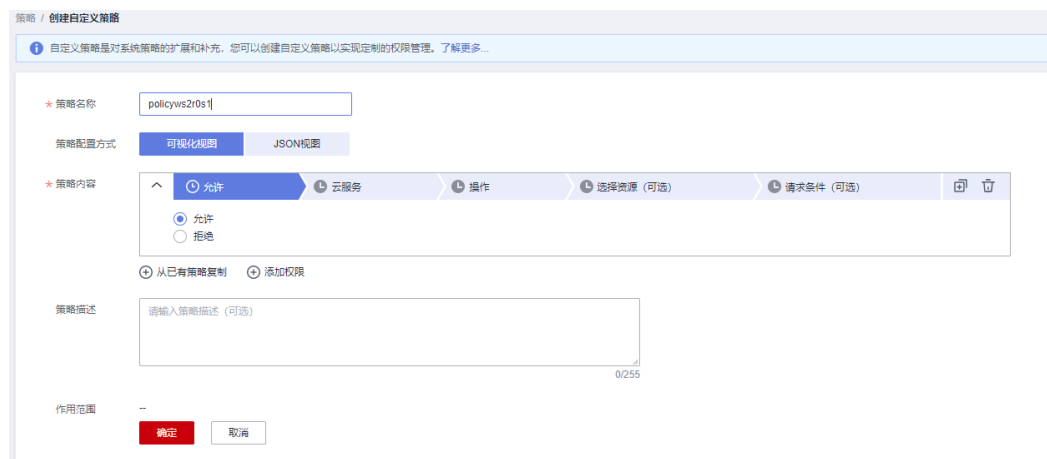 策略 / 创建自定义策略
自定义策略是对系统策略的扩展和补充，您可以创建自定义策略以实现定制的权限管理。了解更多...
* 策略名称 policyws2r0s1
策略配置方式 可视化视图 JSON视图
* 策略内容 允许 云服务 操作 选择资源（可选） 请求条件（可选）
允许
拒绝
从已有策略复制 添加权限
策略描述 请输入策略描述（可选）
0/255
作用范围 --
确定 取消